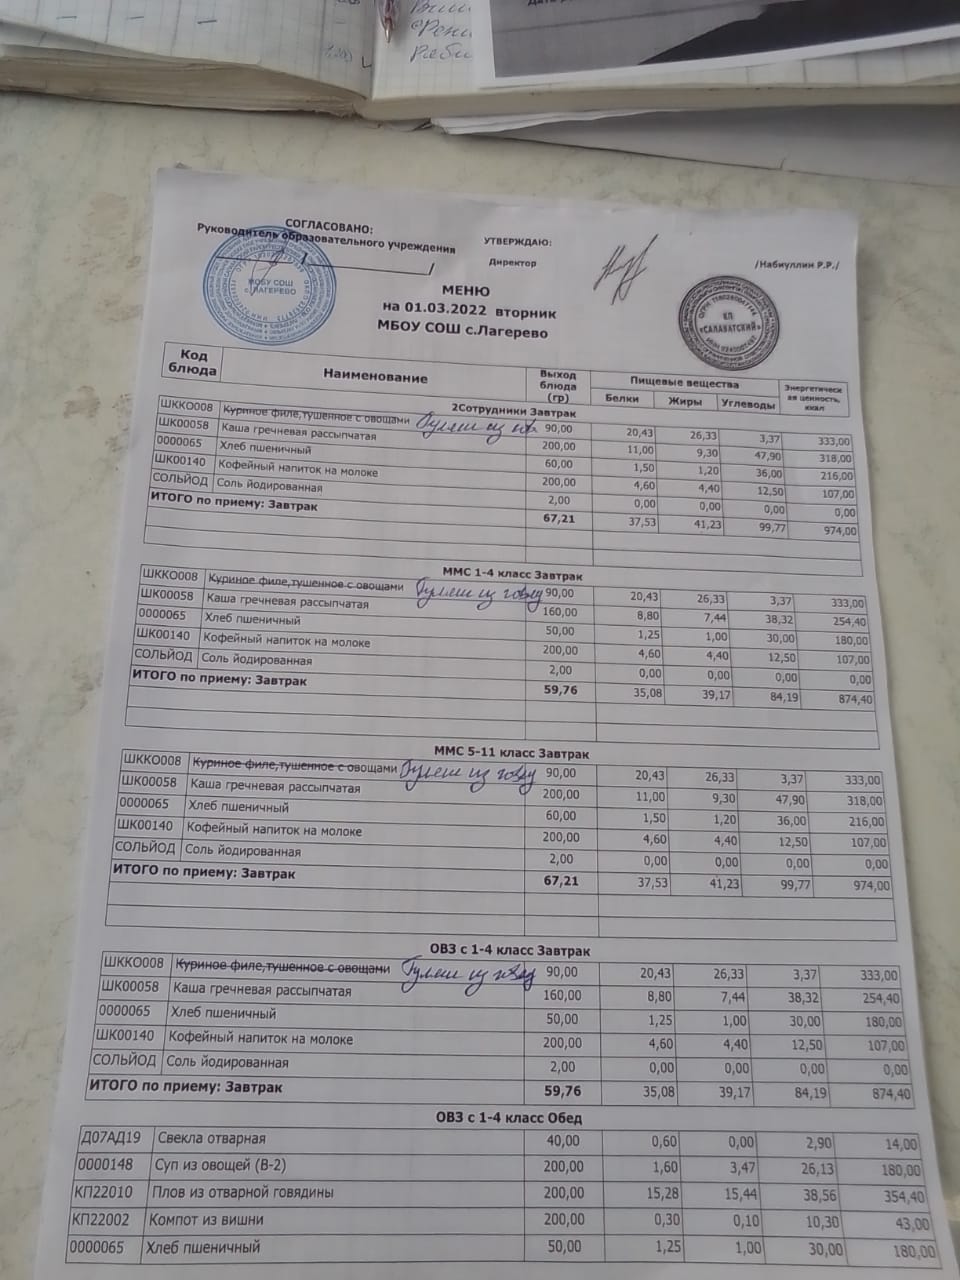 СОГЛАСОВАНО:
Руководитель образовательного учреждения
УТВЕРЖДАЮ:
Директор
/Набиуллин Р.Р./
МОБУ СОШ
с.ЛАГЕРЕВО
КП
«САЛАВАТСКИЙ»
МЕНЮ
на 01.03.2022 вторник
МБОУ СОШ с.Лагерево
Код блюда Наименование Выход блюда (гр) Пищевые вещества Энергетическая ценность, ккал
Белки Жиры Углеводы
2Сотрудники Завтрак
ШККО008 Куриное филе,тушенное с овощами Гуляш из 90,00 20,43 26,33 3,37 333,00
ШК00058 Каша гречневая рассыпчатая 200,00 11,00 9,30 47,90 318,00
0000065 Хлеб пшеничный 60,00 1,50 1,20 36,00 216,00
ШК00140 Кофейный напиток на молоке 200,00 4,60 4,40 12,50 107,00
СОЛЬЙОД Соль йодированная 2,00 0,00 0,00 0,00 0,00
ИТОГО по приему: Завтрак 67,21 37,53 41,23 99,77 974,00
ММС 1-4 класс Завтрак
ШККО008 Куриное филе,тушенное с овощами Гуляш из говяд 90,00 20,43 26,33 3,37 333,00
ШК00058 Каша гречневая рассыпчатая 160,00 8,80 7,44 38,32 254,40
0000065 Хлеб пшеничный 50,00 1,25 1,00 30,00 180,00
ШК00140 Кофейный напиток на молоке 200,00 4,60 4,40 12,50 107,00
СОЛЬЙОД Соль йодированная 2,00 0,00 0,00 0,00 0,00
ИТОГО по приему: Завтрак 59,76 35,08 39,17 84,19 874,40
ММС 5-11 класс Завтрак
ШККО008 Куриное филе,тушенное с овощами Гуляш из говяд 90,00 20,43 26,33 3,37 333,00
ШК00058 Каша гречневая рассыпчатая 200,00 11,00 9,30 47,90 318,00
0000065 Хлеб пшеничный 60,00 1,50 1,20 36,00 216,00
ШК00140 Кофейный напиток на молоке 200,00 4,60 4,40 12,50 107,00
СОЛЬЙОД Соль йодированная 2,00 0,00 0,00 0,00 0,00
ИТОГО по приему: Завтрак 67,21 37,53 41,23 99,77 974,00
ОВЗ с 1-4 класс Завтрак
ШККО008 Куриное филе,тушенное с овощами Гуляш из говяд 90,00 20,43 26,33 3,37 333,00
ШК00058 Каша гречневая рассыпчатая 160,00 8,80 7,44 38,32 254,40
0000065 Хлеб пшеничный 50,00 1,25 1,00 30,00 180,00
ШК00140 Кофейный напиток на молоке 200,00 4,60 4,40 12,50 107,00
СОЛЬЙОД Соль йодированная 2,00 0,00 0,00 0,00 0,00
ИТОГО по приему: Завтрак 59,76 35,08 39,17 84,19 874,40
ОВЗ с 1-4 класс Обед
Д07АД19 Свекла отварная 40,00 0,60 0,00 2,90 14,00
0000148 Суп из овощей (В-2) 200,00 1,60 3,47 26,13 180,00
КП22010 Плов из отварной говядины 200,00 15,28 15,44 38,56 354,40
КП22002 Компот из вишни 200,00 0,30 0,10 10,30 43,00
0000065 Хлеб пшеничный 50,00 1,25 1,00 30,00 180,00